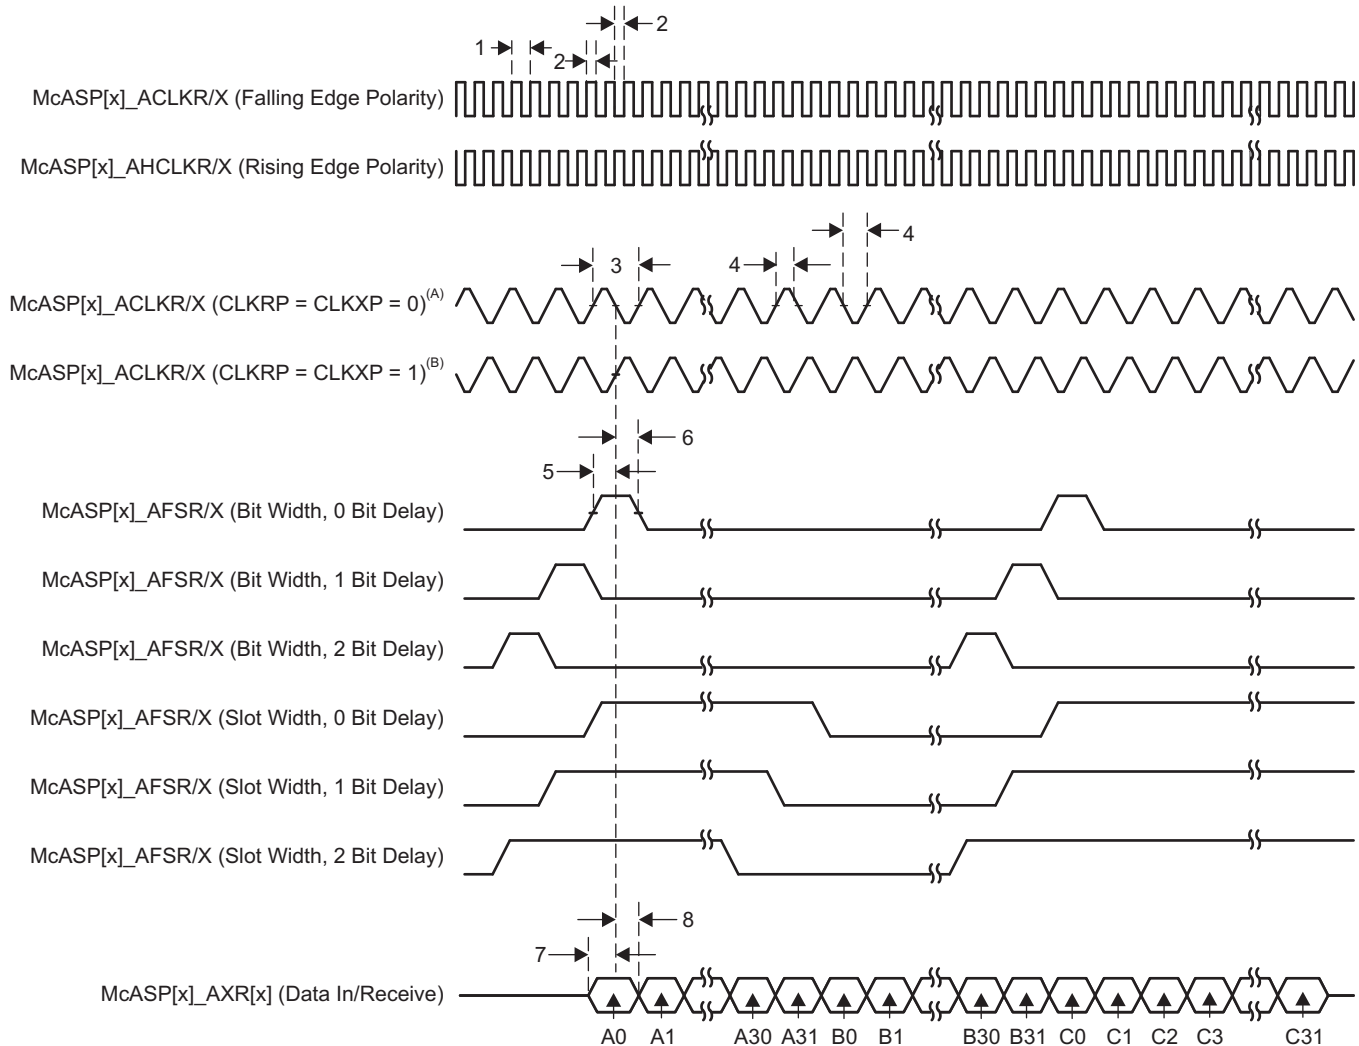 2
1
2
McASP[x]_ACLKR/X (Falling Edge Polarity)
McASP[x]_AHCLKR/X (Rising Edge Polarity)
4
3
4
McASP[x]_ACLKR/X (CLKRP = CLKXP = 0)(A)
McASP[x]_ACLKR/X (CLKRP = CLKXP = 1)(B)
6
5
McASP[x]_AFSR/X (Bit Width, 0 Bit Delay)
McASP[x]_AFSR/X (Bit Width, 1 Bit Delay)
McASP[x]_AFSR/X (Bit Width, 2 Bit Delay)
McASP[x]_AFSR/X (Slot Width, 0 Bit Delay)
McASP[x]_AFSR/X (Slot Width, 1 Bit Delay)
McASP[x]_AFSR/X (Slot Width, 2 Bit Delay)
8
7
McASP[x]_AXR[x] (Data In/Receive)
A0 A1 A30 A31 B0 B1 B30 B31 C0 C1 C2 C3 C31